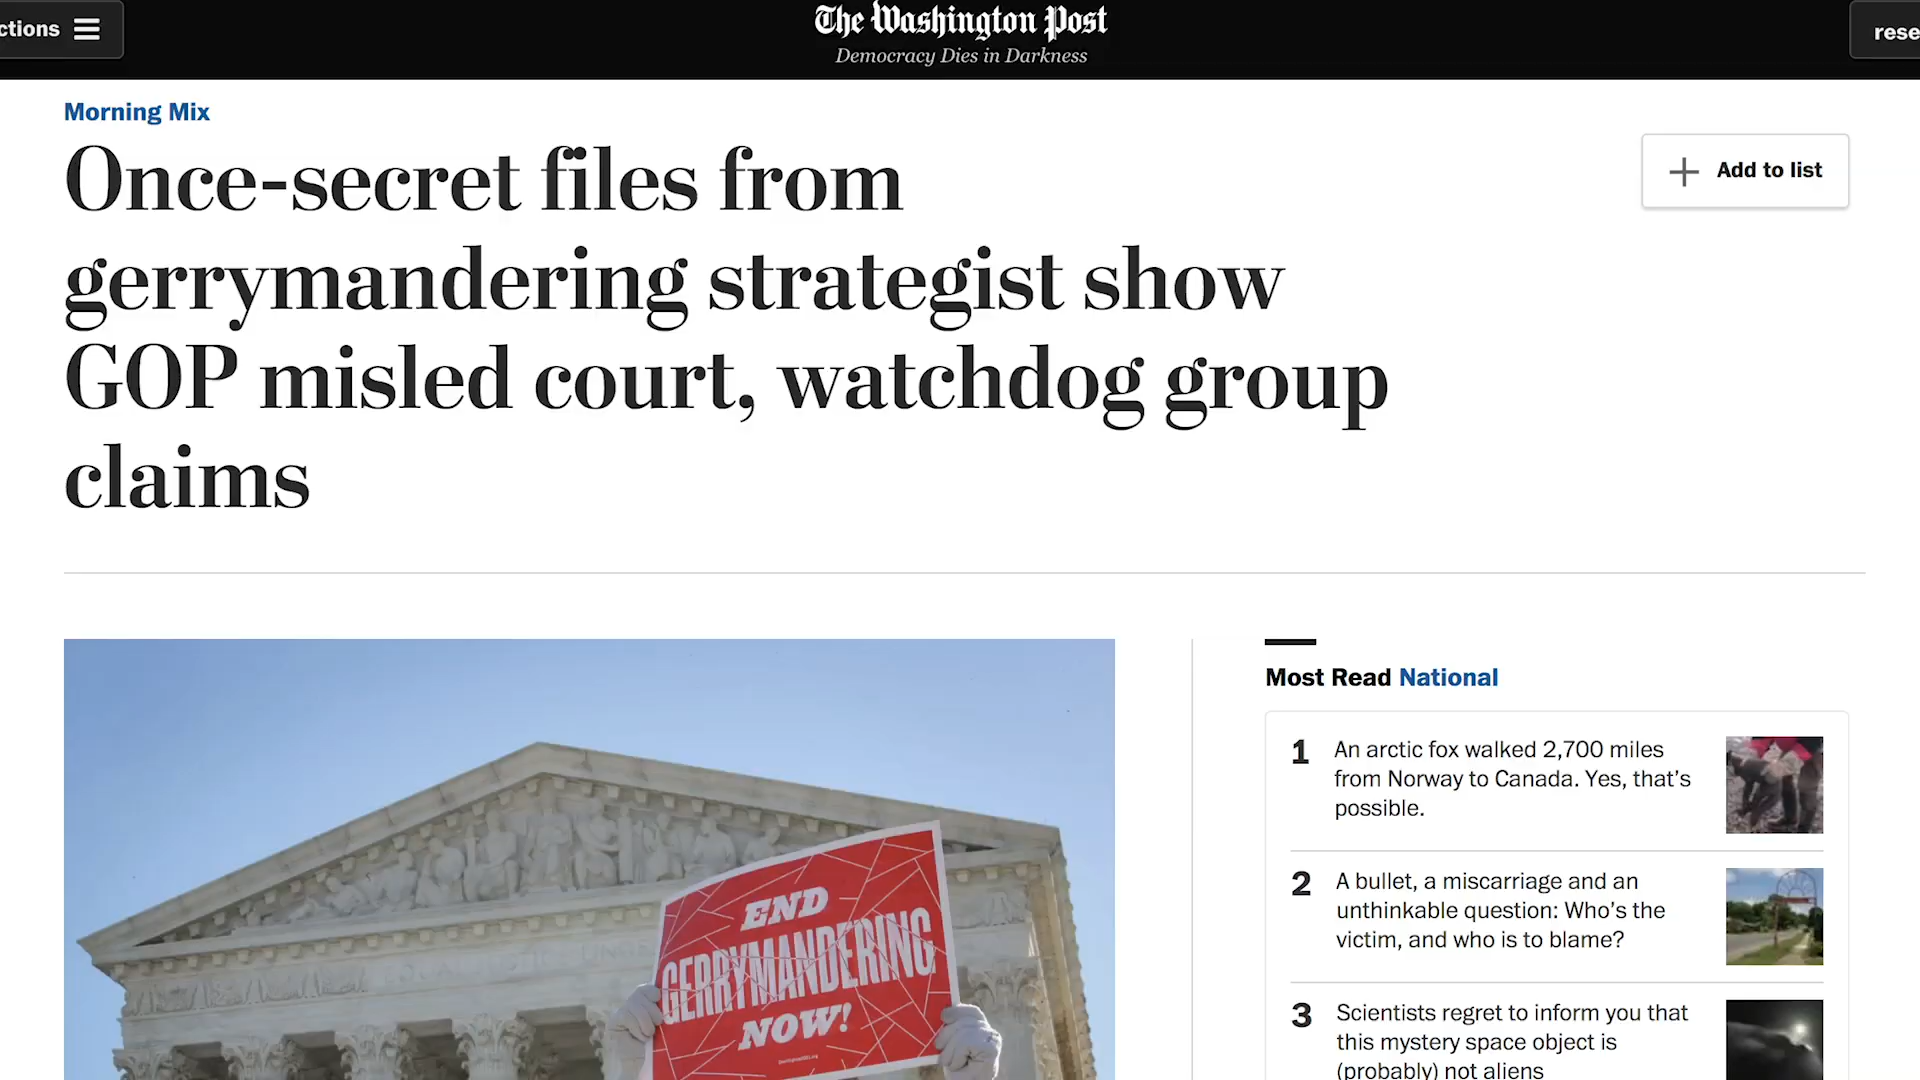 ctions
The Washington Post
Democracy Dies in Darkness
rese
Morning Mix
Once-secret files from
gerrymandering strategist show
GOP misled court, watchdog group
claims
Add to list
END
GERRYMANDERING
NOW!
Most Read National
1 An arctic fox walked 2,700 miles
from Norway to Canada. Yes, that's
possible.
2 A bullet, a miscarriage and an
unthinkable question: Who's the
victim, and who is to blame?
3 Scientists regret to inform you that
this mystery space object is
(probably) not aliens